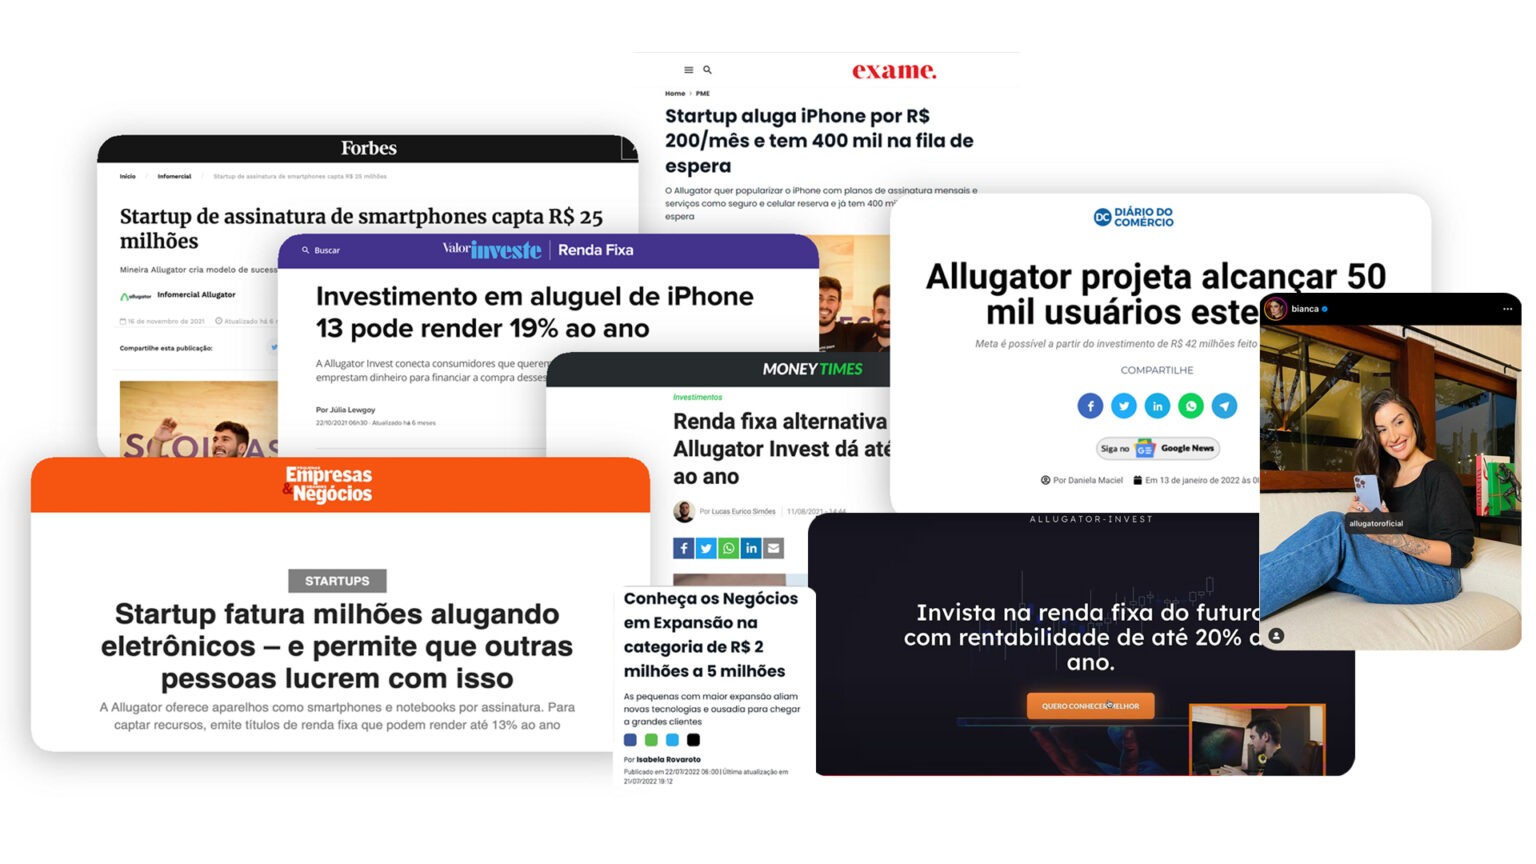 Forbes
Início / Infomercial / Startup de assinatura de smartphones capta R$ 25 milhões
Startup de assinatura de smartphones capta R$ 25
milhões
Mineira Allugator cria modelo de sucess
allugator Infomercial Allugator
16 de novembro de 2021 Atualizado há 6
Compartilhe esta publicação:
exame.
Home > PME
Startup aluga iPhone por R$
200/mês e tem 400 mil na fila de
espera
O Allugator quer popularizar o iPhone com planos de assinatura mensais e
serviços como seguro e celular reserva e já tem 400 mi
espera
Buscar
Valor investe | Renda Fixa
Investimento em aluguel de iPhone
13 pode render 19% ao ano
A Allugator Invest conecta consumidores que querem
emprestam dinheiro para financiar a compra desses
Por Júlia Lewgoy
22/10/2021 06h30 · Atualizado há 6 meses
MONEY TIMES
Investimentos
Renda fixa alternativa
Allugator Invest dá até
ao ano
Por Lucas Eurico Simões | 11/08/2021 - 14:44
DC DIÁRIO DO
COMÉRCIO
Allugator projeta alcançar 50
mil usuários este
Meta é possível a partir do investimento de R$ 42 milhões feito
COMPARTILHE
Siga no GE Google News
Por Daniela Maciel Em 13 de janeiro de 2022 às 00
bianca
allugatoroficial
PEQUENAS
Empresas
& GRANDES
Negócios
STARTUPS
Startup fatura milhões alugando
eletrônicos – e permite que outras
pessoas lucrem com isso
A Allugator oferece aparelhos como smartphones e notebooks por assinatura. Para
captar recursos, emite títulos de renda fixa que podem render até 13% ao ano
Conheça os Negócios
em Expansão na
categoria de R$ 2
milhões a 5 milhões
As pequenas com maior expansão aliam
novas tecnologias e ousadia para chegar
a grandes clientes
Por Isabela Rovaroto
Publicado em 22/07/2022 06:00 | Última atualização em
21/07/2022 19:12
ALLUGATOR-INVEST
Invista na renda fixa do futuro
com rentabilidade de até 20% a
ano.
QUERO CONHECER MELHOR